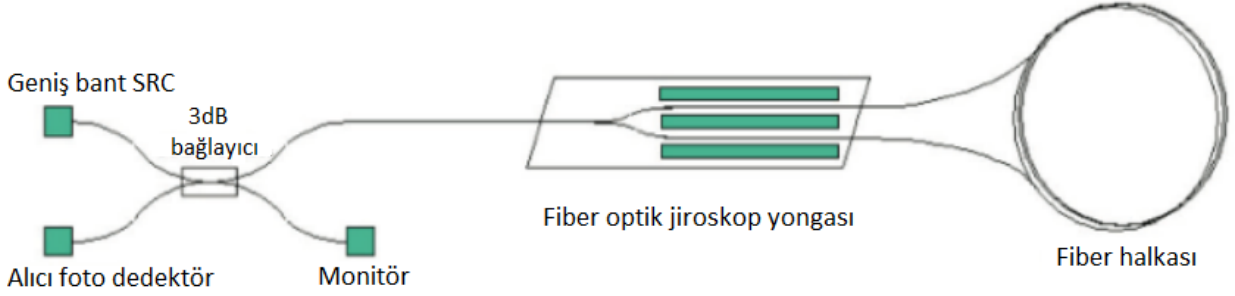 Geniş bant SRC
3dB
bağlayıcı
Alıcı foto dedektör
Monitör
Fiber optik jiroskop yongası
Fiber halkası